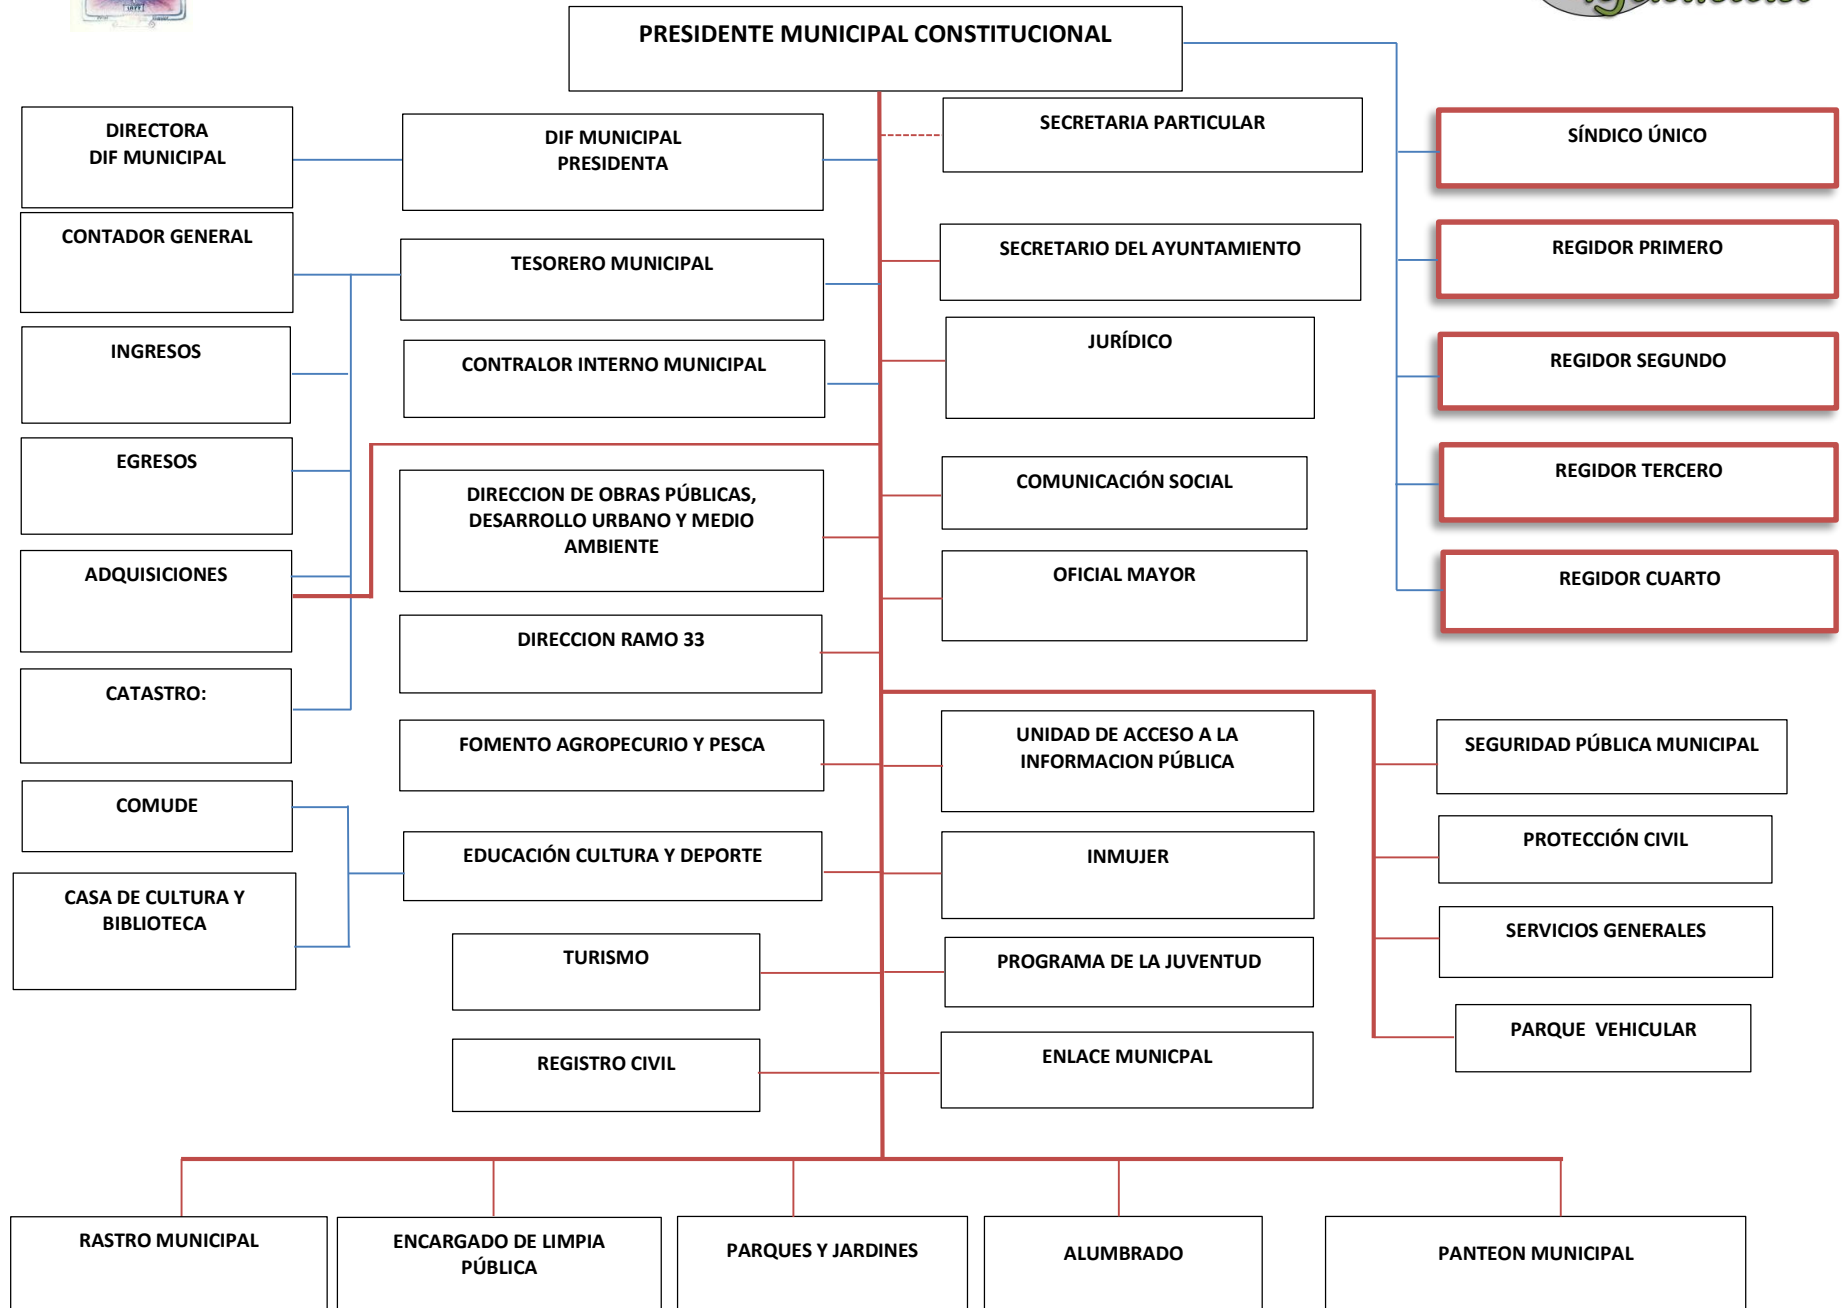 PRESIDENTE MUNICIPAL CONSTITUCIONAL
DIRECTORA
DIF MUNICIPAL
DIF MUNICIPAL
PRESIDENTA
SECRETARIA PARTICULAR
SÍNDICO ÚNICO
CONTADOR GENERAL
TESORERO MUNICIPAL
SECRETARIO DEL AYUNTAMIENTO
REGIDOR PRIMERO
INGRESOS
CONTRALOR INTERNO MUNICIPAL
JURÍDICO
REGIDOR SEGUNDO
EGRESOS
DIRECCION DE OBRAS PÚBLICAS,
DESARROLLO URBANO Y MEDIO
AMBIENTE
COMUNICACIÓN SOCIAL
REGIDOR TERCERO
ADQUISICIONES
OFICIAL MAYOR
REGIDOR CUARTO
DIRECCION RAMO 33
CATASTRO:
FOMENTO AGROPECURIO Y PESCA
UNIDAD DE ACCESO A LA
INFORMACION PÚBLICA
SEGURIDAD PÚBLICA MUNICIPAL
COMUDE
EDUCACIÓN CULTURA Y DEPORTE
INMUJER
PROTECCIÓN CIVIL
CASA DE CULTURA Y
BIBLIOTECA
TURISMO
PROGRAMA DE LA JUVENTUD
SERVICIOS GENERALES
REGISTRO CIVIL
ENLACE MUNICPAL
PARQUE VEHICULAR
RASTRO MUNICIPAL
ENCARGADO DE LIMPIA
PÚBLICA
PARQUES Y JARDINES
ALUMBRADO
PANTEON MUNICIPAL